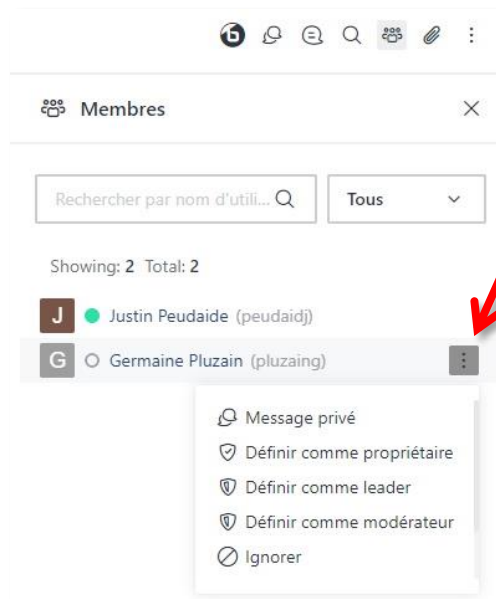 Membres
Rechercher par nom d'utili...
Tous
Showing: 2 Total: 2
J Justin Peudaide (peudaidj)
G Germaine Pluzain (pluzaing)
Message privé
Définir comme propriétaire
Définir comme leader
Définir comme modérateur
Ignorer